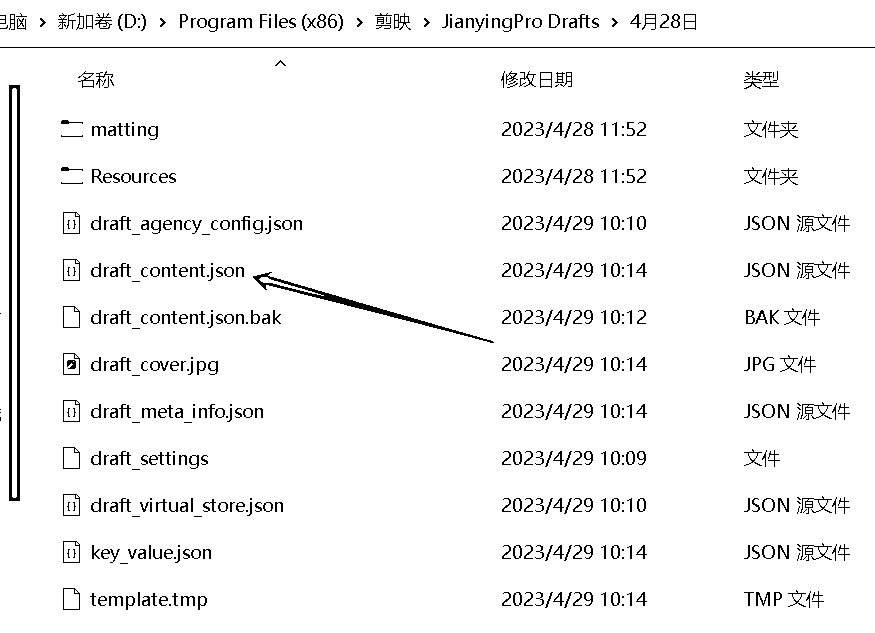 电脑 › 新加卷 (D:) › Program Files (x86) › 剪映 › JianyingPro Drafts › 4月28日
名称 修改日期 类型
matting 2023/4/28 11:52 文件夹
Resources 2023/4/28 11:52 文件夹
draft_agency_config.json 2023/4/29 10:10 JSON 源文件
draft_content.json 2023/4/29 10:14 JSON 源文件
draft_content.json.bak 2023/4/29 10:12 BAK 文件
draft_cover.jpg 2023/4/29 10:14 JPG 文件
draft_meta_info.json 2023/4/29 10:14 JSON 源文件
draft_settings 2023/4/29 10:09 文件
draft_virtual_store.json 2023/4/29 10:10 JSON 源文件
key_value.json 2023/4/29 10:14 JSON 源文件
template.tmp 2023/4/29 10:14 TMP 文件